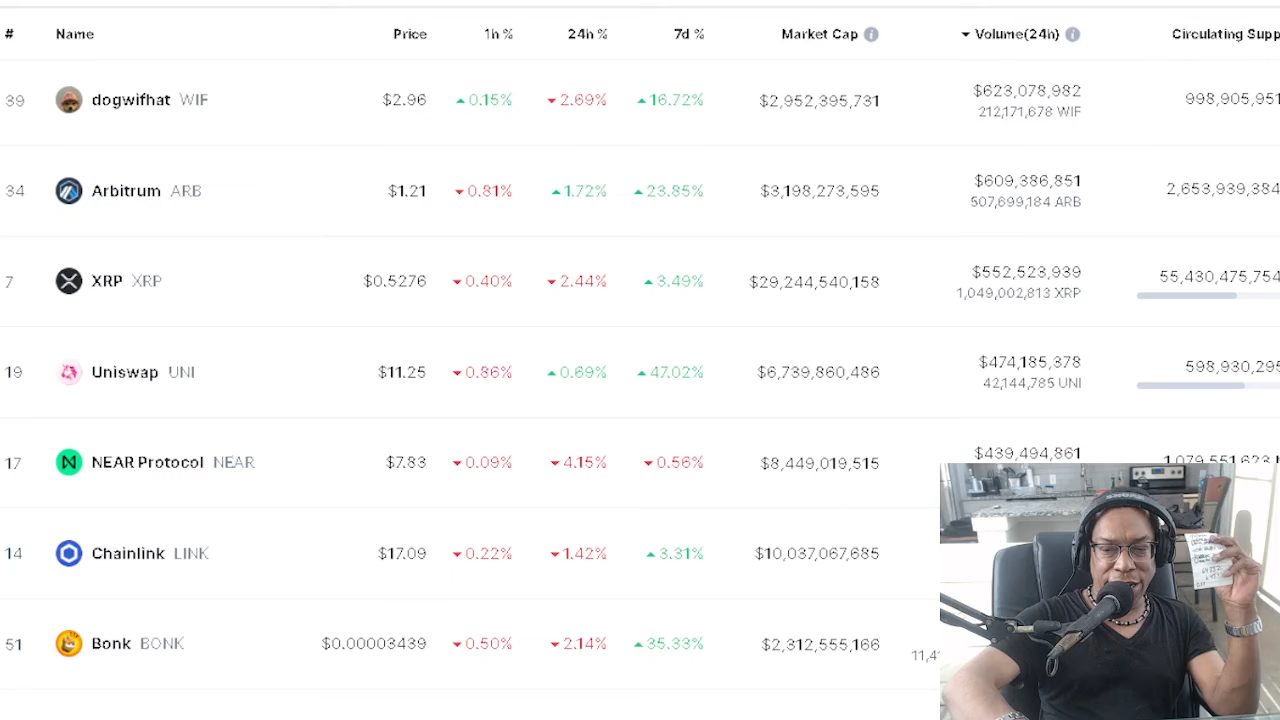 # Name Price 1h % 24h % 7d % Market Cap Volume(24h) Circulating Supp
39 dogwifhat WIF $2.96 0.15% 2.69% 16.72% $2,952,395,731 $623,078,982 998,905,951
212,171,678 WIF
34 Arbitrum ARB $1.21 0.81% 1.72% 23.85% $3,198,273,595 $609,386,851 2,653,939,384
507,699,184 ARB
7 XRP XRP $0.5276 0.40% 2.44% 3.49% $29,244,540,158 $552,523,939 55,430,475,754
1,049,002,813 XRP
19 Uniswap UNI $11.25 0.86% 0.69% 47.02% $6,739,860,486 $474,185,378 598,930,295
42,144,785 UNI
17 NEAR Protocol NEAR $7.83 0.09% 4.15% 0.56% $8,449,019,515 $439,494,861 1,079,551,623
14 Chainlink LINK $17.09 0.22% 1.42% 3.31% $10,037,067,685
51 Bonk BONK $0.00003439 0.50% 2.14% 35.33% $2,312,555,166
11,4